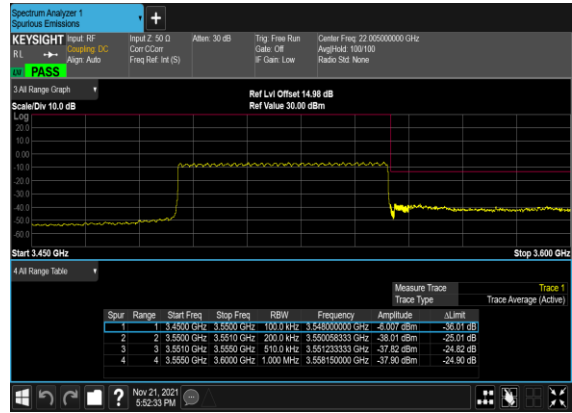 Spectrum Analyzer 1
Spurious Emissions
KEYSIGHT Input: RF Input Z: 50 Ω Atten: 30 dB Trig: Free Run Center Freq: 22.005000000 GHz
RL Coupling: DC Corr CCorr Gate: Off Avg|Hold: 100/100
Align: Auto Freq Ref: Int (S) IF Gain: Low Radio Std: None
LW PASS
3 All Range Graph
Ref Lvl Offset 14.98 dB
Scale/Div 10.0 dB Ref Value 30.00 dBm
Log
20.0
10.0
0.00
-10.0
-20.0
-30.0
-40.0
-50.0
-60.0
Start 3.450 GHz Stop 3.600 GHz
4 All Range Table
Measure Trace Trace 1
Trace Type Trace Average (Active)
Spur Range Start Freq Stop Freq RBW Frequency Amplitude ΔLimit
1 1 3.4500 GHz 3.5500 GHz 100.0 kHz 3.548000000 GHz -6.007 dBm -36.01 dB
2 2 3.5500 GHz 3.5510 GHz 200.0 kHz 3.550058333 GHz -38.01 dBm -25.01 dB
3 3 3.5510 GHz 3.5550 GHz 510.0 kHz 3.551233333 GHz -37.82 dBm -24.82 dB
4 4 3.5550 GHz 3.6000 GHz 1.000 MHz 3.558150000 GHz -37.90 dBm -24.90 dB
Nov 21, 2021
5:52:33 PM